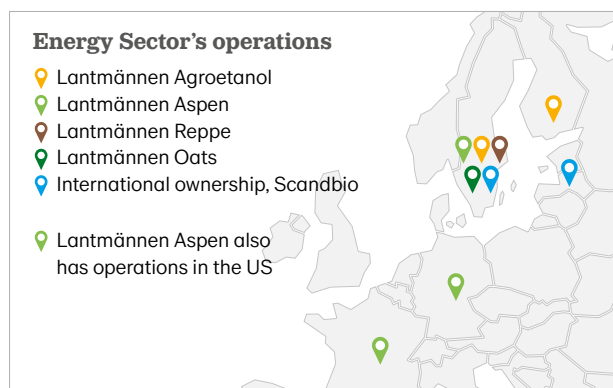 Energy Sector's operations
Lantmännen Agroetanol
Lantmännen Aspen
Lantmännen Reppe
Lantmännen Oats
International ownership, Scandbio
Lantmännen Aspen also
has operations in the US